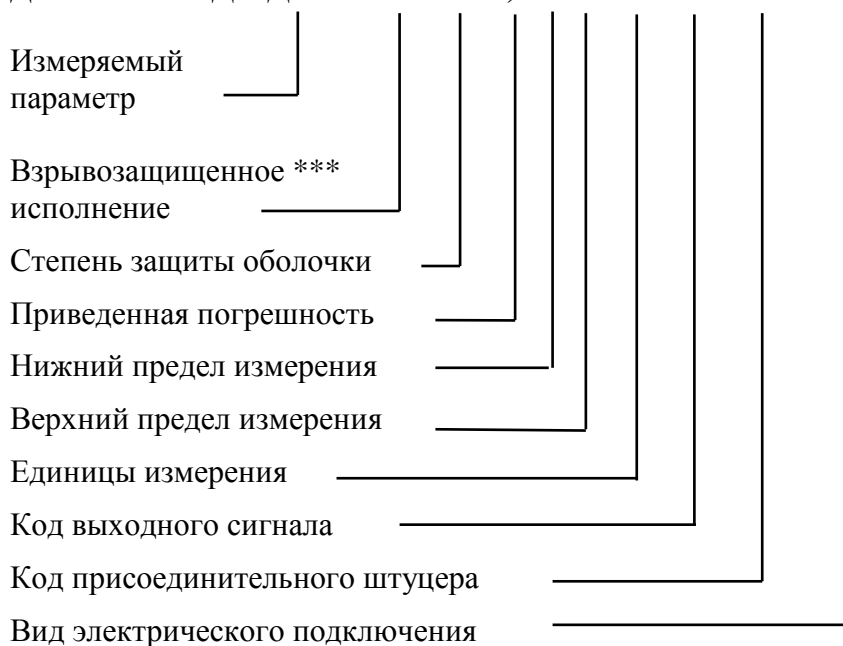 Измеряемый
параметр
Взрывозащищенное ***
исполнение
Степень защиты оболочки
Приведенная погрешность
Нижний предел измерения
Верхний предел измерения
Единицы измерения
Код выходного сигнала
Код присоединительного штуцера
Вид электрического подключения